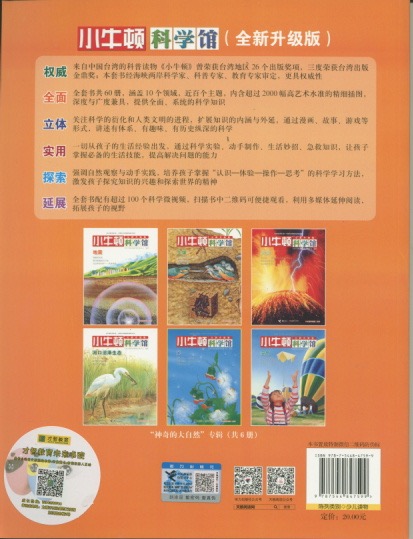 小牛顿科学馆（全新升级版）
权威 来自中国台湾的科普读物《小牛顿》曾荣获台湾地区26个出版奖项，三度荣获台湾出版
金鼎奖，本套书经海峡两岸科学家、科普专家、教育专家审定，更具权威性
全面 全套书共60册，涵盖10个领域，近百个主题，内含超过2000幅高艺术水准的精细插图，
深度与广度兼具，提供全面、系统的科学知识
立体 关注科学的衍化和人类文明的进程，扩展知识的内涵与外延，通过漫画、故事、游戏等
形式，讲述有体系、有趣味、有历史纵深的科学
实用 一切从孩子的生活经验出发，通过科学实验、动手制作、生活妙招、急救知识，让孩子
掌握必备的生活技能，提高解决问题的能力
探索 强调自然观察与动手实践，培养孩子掌握“认识—体验—操作—思考”的科学学习方法，
激发孩子探究知识的兴趣和探索世界的精神
延展 全套书配有超过100个科学微视频，扫描书中二维码可便捷观看，利用多媒体延伸阅读，
拓展孩子的视野
小牛顿科学馆
小牛顿科学馆
小牛顿科学馆
小牛顿科学馆
小牛顿科学馆
小牛顿科学馆
“神奇的大自然”专辑（共6册）
定价：20.00元